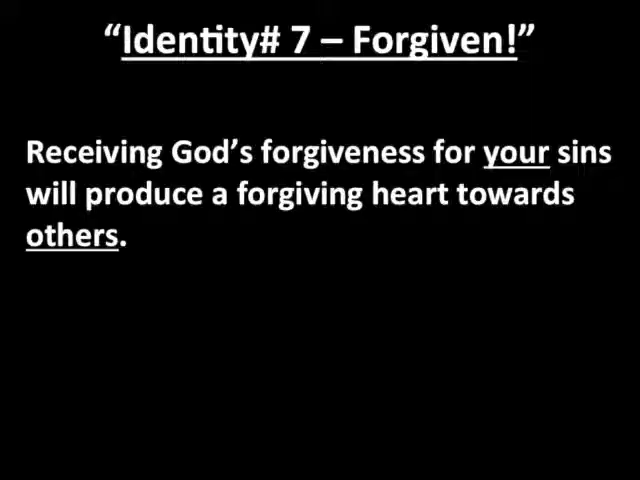 “Identity# 7 – Forgiven!”
Receiving God’s forgiveness for your sins
will produce a forgiving heart towards
others.